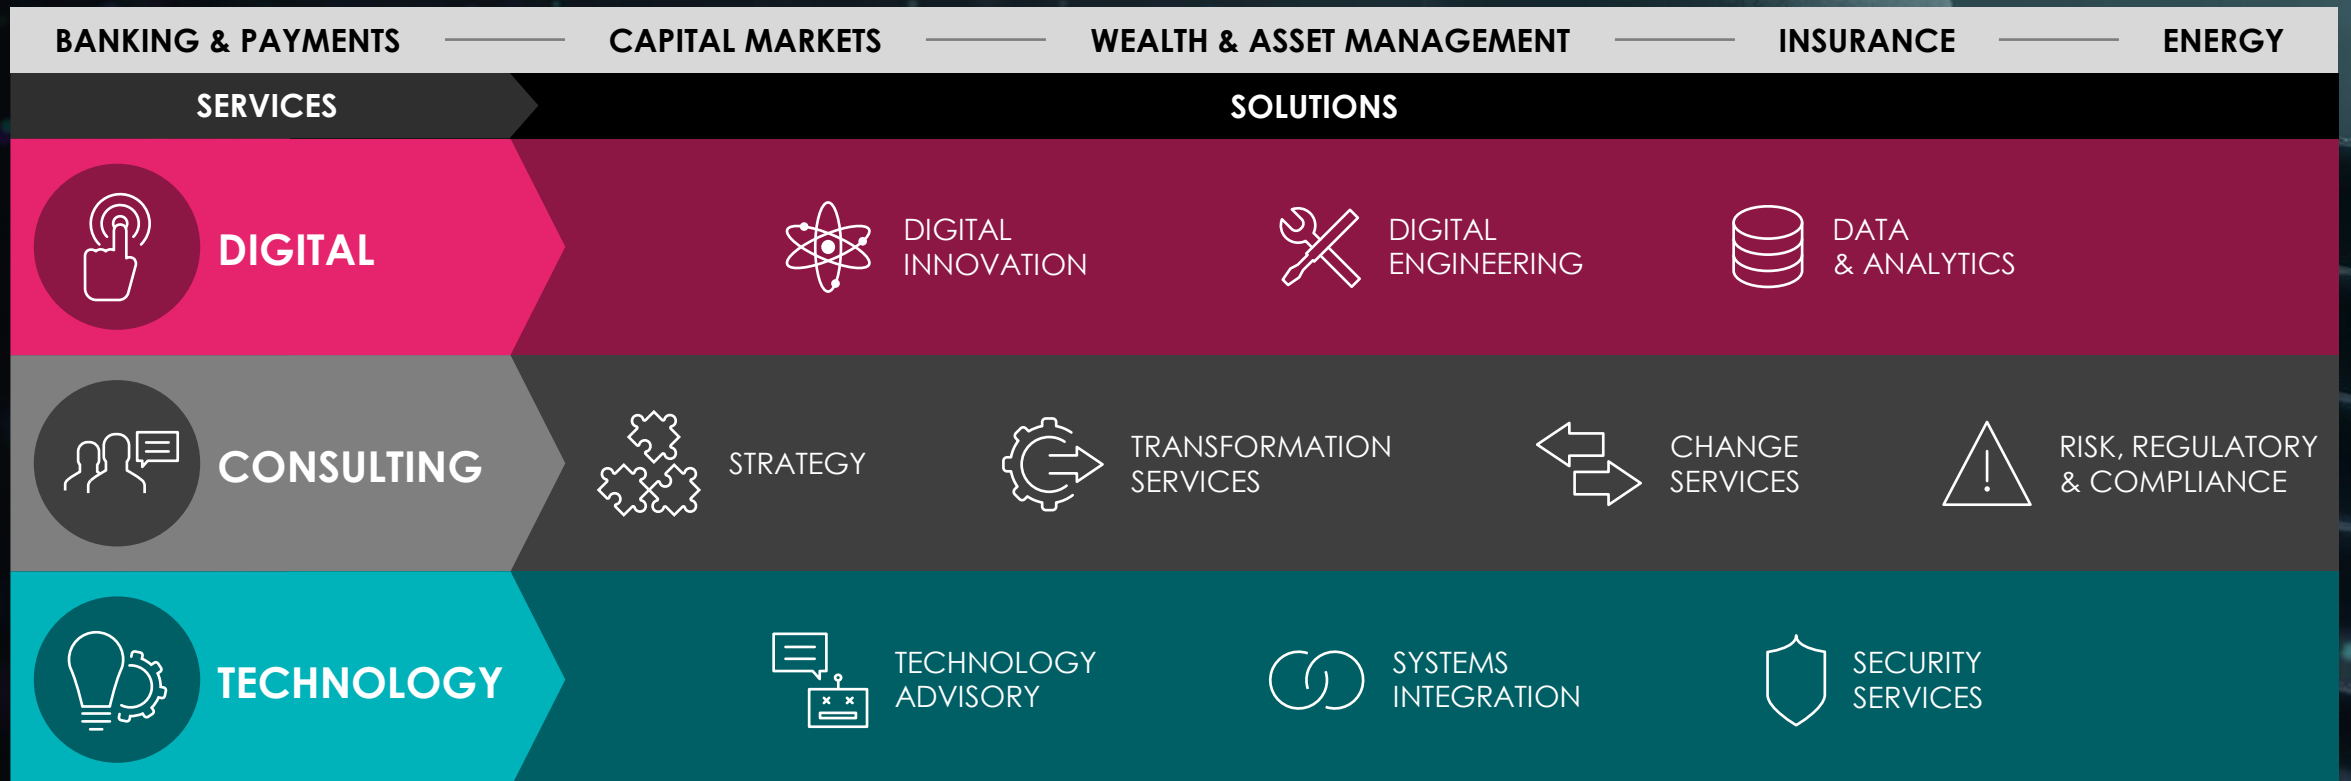 BANKING & PAYMENTS CAPITAL MARKETS WEALTH & ASSET MANAGEMENT INSURANCE ENERGY
SERVICES SOLUTIONS
DIGITAL
DIGITAL
INNOVATION
DIGITAL
ENGINEERING
DATA
& ANALYTICS
CONSULTING
STRATEGY
TRANSFORMATION
SERVICES
CHANGE
SERVICES
RISK, REGULATORY
& COMPLIANCE
TECHNOLOGY
TECHNOLOGY
ADVISORY
SYSTEMS
INTEGRATION
SECURITY
SERVICES